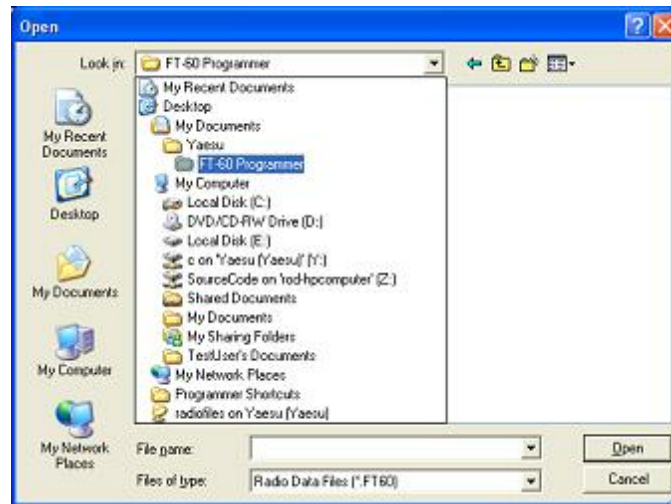 Open
Look in: FT-60 Programmer
My Recent Documents
Desktop
My Documents
Yaesu
FT-60 Programmer
My Computer
Local Disk (C:)
DVD/CD-RW Drive (D:)
Local Disk (E:)
c on 'Yaesu (Yaesu)' (Y:)
SourceCode on 'rod-hpcomputer' (Z:)
Shared Documents
My Documents
My Sharing Folders
TestUser's Documents
My Network Places
Programmer Shortcuts
radiofiles on Yaesu (Yaesu)
My Recent
Documents
Desktop
My Documents
My Computer
My Network
Places
File name:
Open
Files of type: Radio Data Files (*.FT60)
Cancel